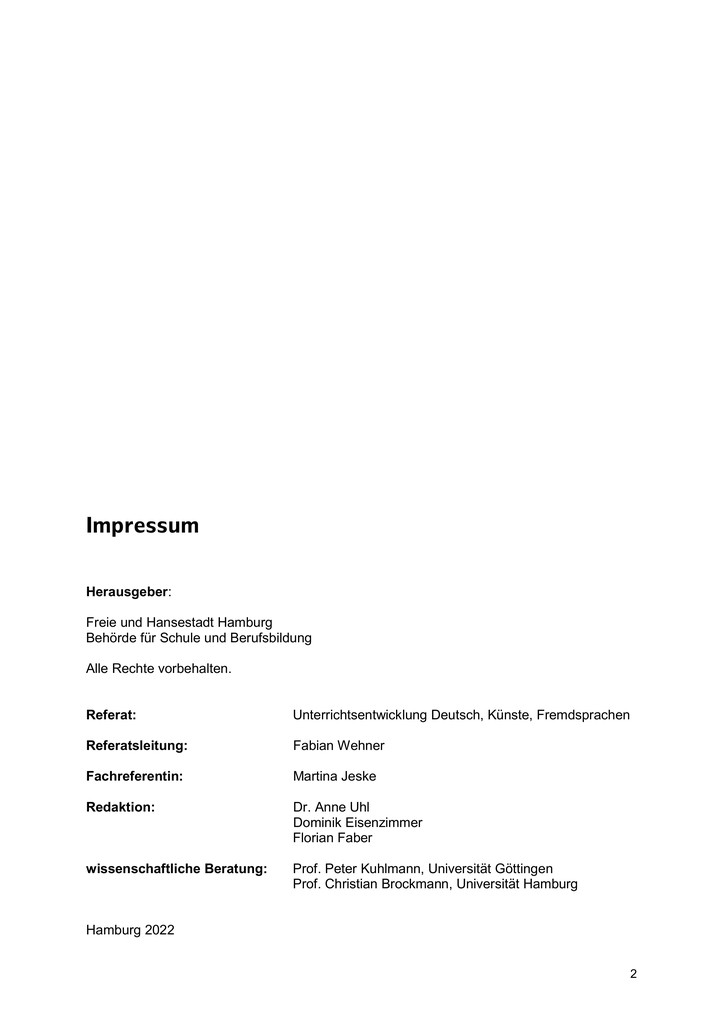 Impressum
Herausgeber:
Freie und Hansestadt Hamburg
Behörde für Schule und Berufsbildung
Alle Rechte vorbehalten.
Referat: Unterrichtsentwicklung Deutsch, Künste, Fremdsprachen
Referatsleitung: Fabian Wehner
Fachreferentin: Martina Jeske
Redaktion: Dr. Anne Uhl
Dominik Eisenzimmer
Florian Faber
wissenschaftliche Beratung: Prof. Peter Kuhlmann, Universität Göttingen
Prof. Christian Brockmann, Universität Hamburg
Hamburg 2022
2